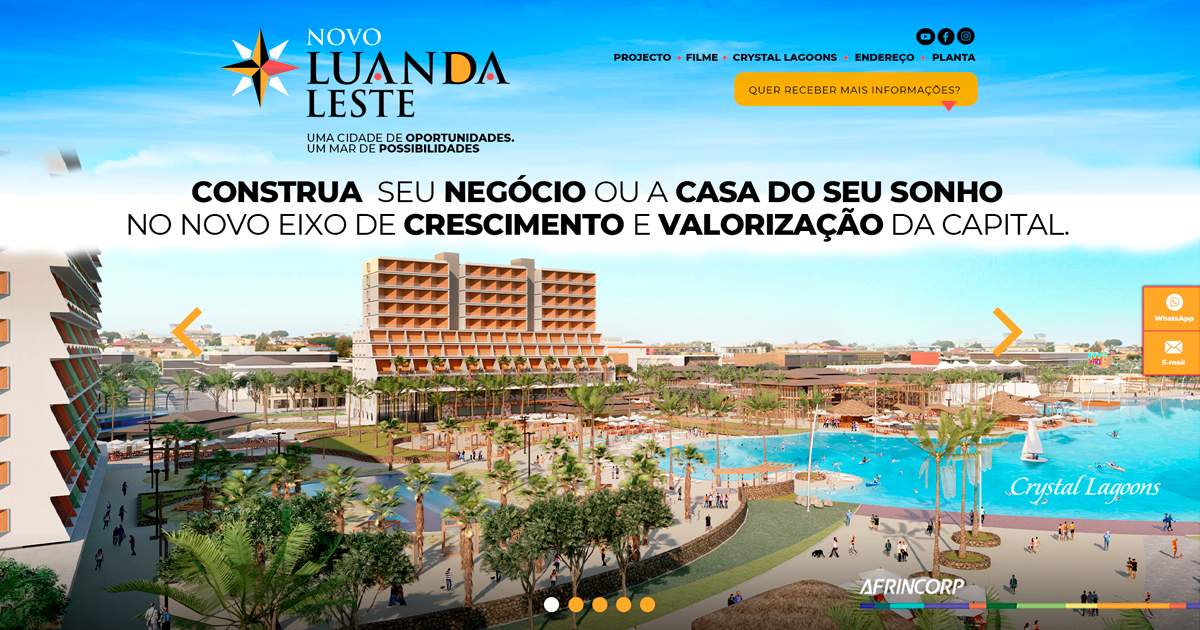 NOVO
LUANDA
LESTE
UMA CIDADE DE OPORTUNIDADES.
UM MAR DE POSSIBILIDADES
PROJECTO • FILME • CRYSTAL LAGOONS • ENDEREÇO • PLANTA
QUER RECEBER MAIS INFORMAÇÕES?
CONSTRUA SEU NEGÓCIO OU A CASA DO SEU SONHO
NO NOVO EIXO DE CRESCIMENTO E VALORIZAÇÃO DA CAPITAL.
WhatsApp
E-mail
Crystal Lagoons
AFRINCORP